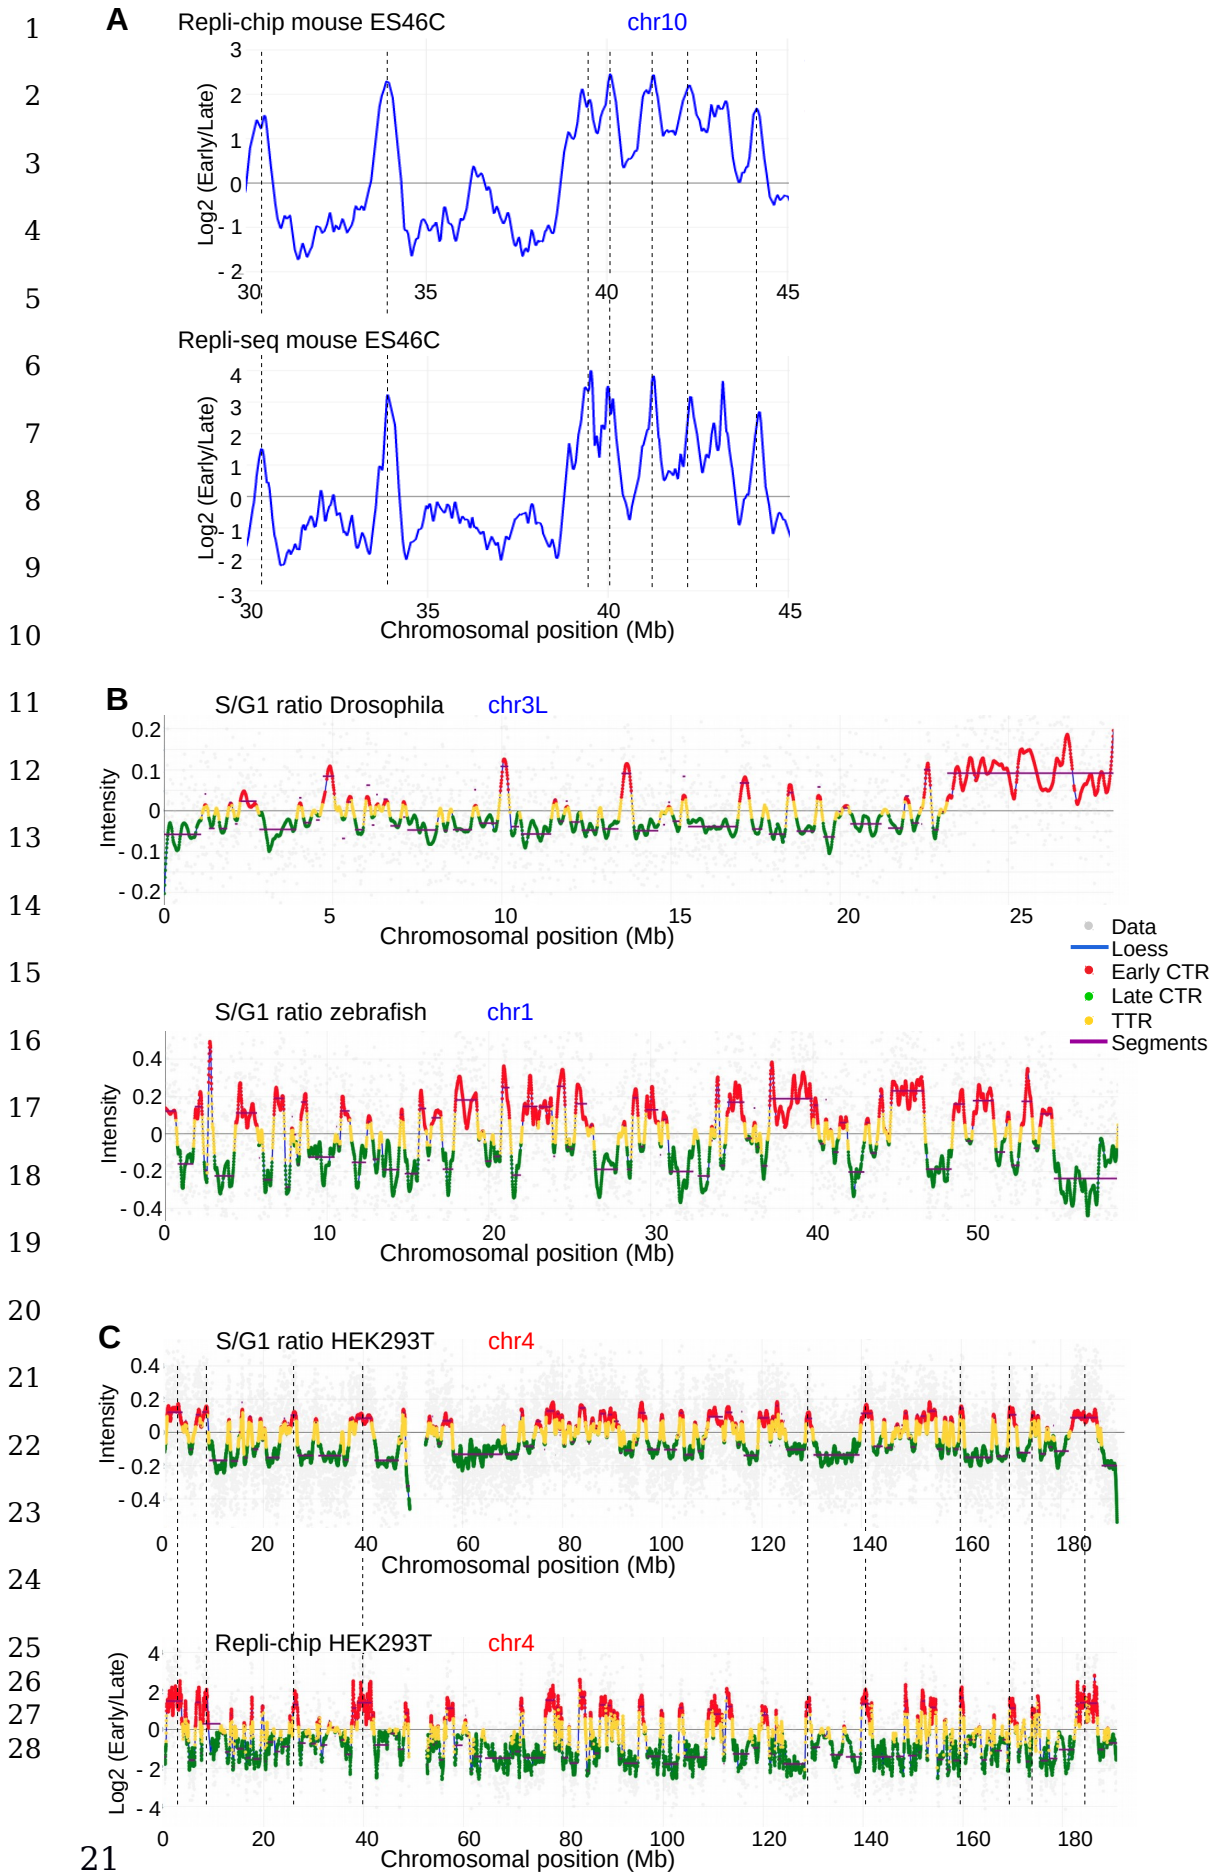 1
A Repli-chip mouse ES46C chr10
3
2
2
1
3
0
Log2 (Early/Late)
4
- 1
- 2
30 35 40 45
5
Repli-seq mouse ES46C
6
4
3
7
2
1
8
0
Log2 (Early/Late)
- 1
9
- 2
- 3
30 35 40 45
10
Chromosomal position (Mb)
11
B S/G1 ratio Drosophila chr3L
0.2
12
0.1
Intensity
0
13
- 0.1
14
- 0.2
0 5 10 15 20 25
Chromosomal position (Mb)
Data
Loess
Early CTR
Late CTR
TTR
Segments
15
S/G1 ratio zebrafish chr1
16
0.4
17
0.2
Intensity
0
18
- 0.2
- 0.4
0 10 20 30 40 50
19
Chromosomal position (Mb)
20
C S/G1 ratio HEK293T chr4
0.4
21
0.2
Intensity
22
0
- 0.2
23
- 0.4
0 20 40 60 80 100 120 140 160 180
Chromosomal position (Mb)
24
25
Repli-chip HEK293T chr4
4
26
2
27
0
28
Log2 (Early/Late)
- 2
- 4
0 20 40 60 80 100 120 140 160 180
Chromosomal position (Mb)
21